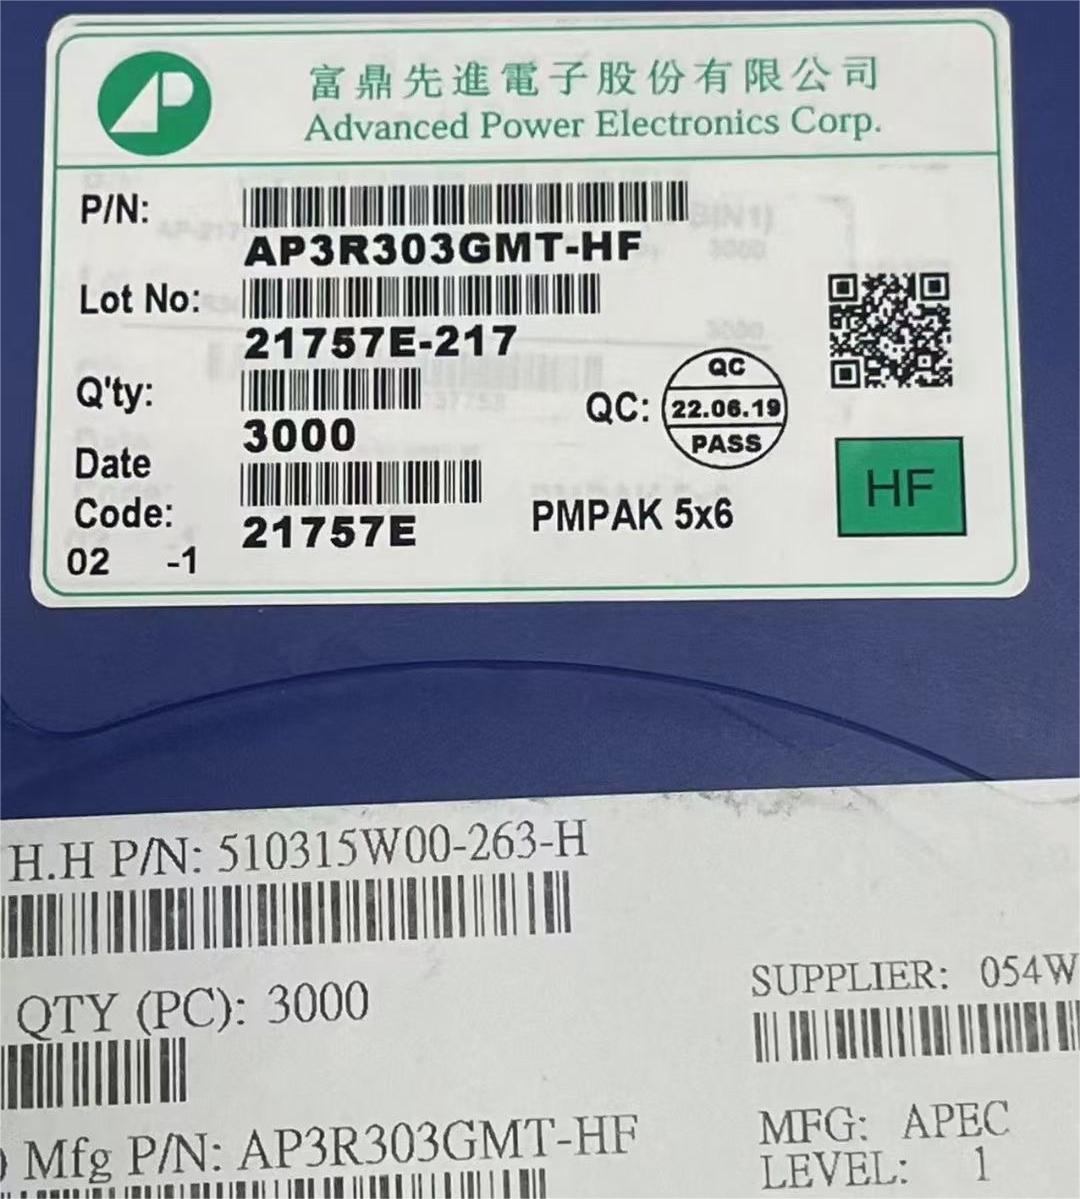 AP
富鼎先進電子股份有限公司
Advanced Power Electronics Corp.
P/N:
AP3R303GMT-HF
Lot No:
21757E-217
Q'ty:
3000
QC:
QC
22.06.19
PASS
Date
Code:
21757E
PMPAK 5x6
HF
02 -1
H.H P/N: 510315W00-263-H
QTY (PC): 3000
SUPPLIER: 054W
) Mfg P/N: AP3R303GMT-HF
MFG: APEC
LEVEL: 1